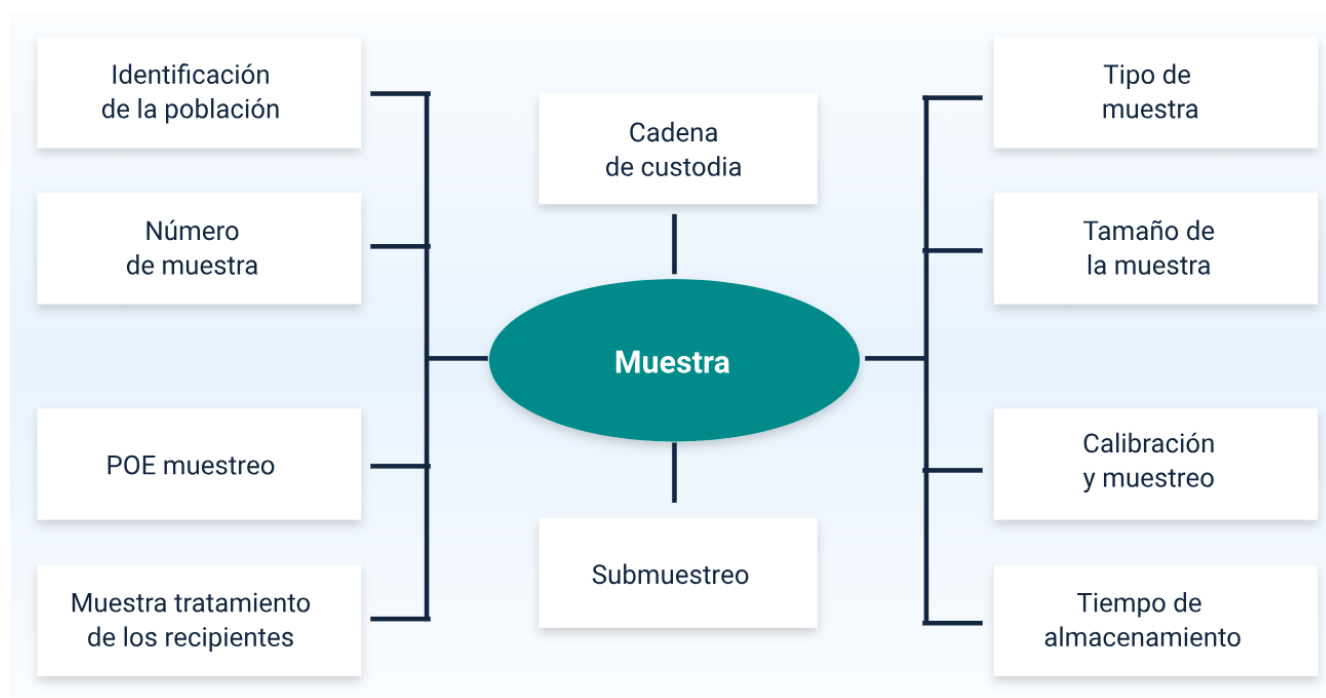 Identificación
de la población
Número
de muestra
POE muestreo
Muestra tratamiento
de los recipientes
Cadena
de custodia
Muestra
Submuestreo
Tipo de
muestra
Tamaño de
la muestra
Calibración
y muestreo
Tiempo de
almacenamiento